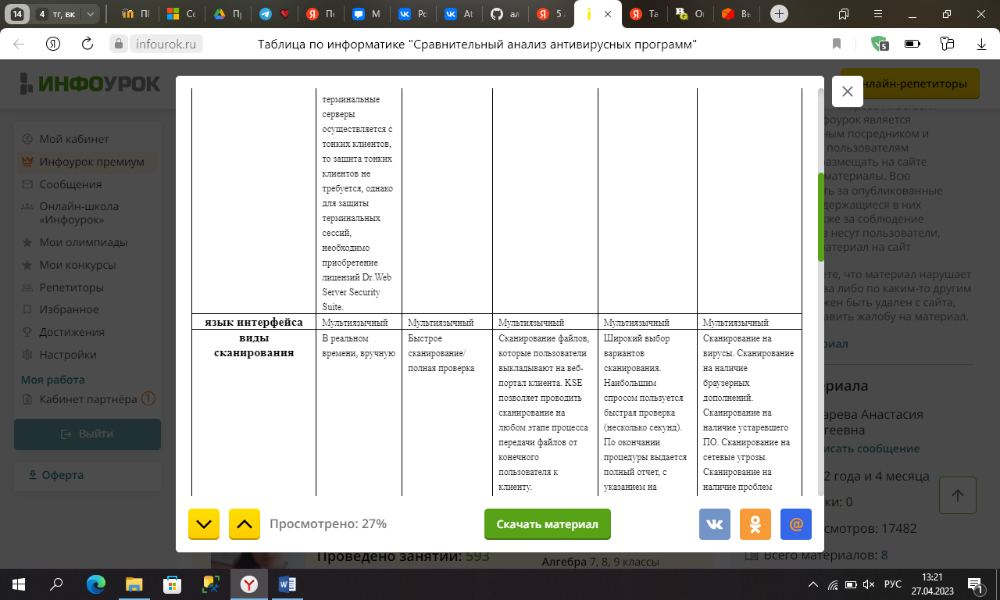 14
4 тг, вк
ПР
Со
Пр
Пе
М
Ро
At
ал
5 а
Та
Оп
Вы
infourok.ru
Таблица по информатике "Сравнительный анализ антивирусных программ"
5
ИНФОУРОК
нлайн-репетиторы
Мой кабинет
Инфоурок премиум
Сообщения
Онлайн-школа
«Инфоурок»
Мои олимпиады
Мои конкурсы
Репетиторы
Избранное
Достижения
Настройки
Моя работа
Кабинет партнёра 1
Выйти
Оферта
терминальные
серверы
осуществляется с
тонких клиентов,
то защита тонких
клиентов не
требуется, однако
для защиты
терминальных
сессий,
необходимо
приобретение
лицензий Dr.Web
Server Security
Suite.
язык интерфейса
Мультиязычный
Мультиязычный
Мультиязычный
Мультиязычный
Мультиязычный
виды
сканирования
В реальном
времени, вручную
Быстрое
сканирование/
полная проверка
Сканирование файлов,
которые пользователи
выкладывают на веб-
портал клиента. KSE
позволяет проводить
сканирование на
любом этапе процесса
передачи файлов от
конечного
пользователя к
клиенту.
Широкий выбор
вариантов
сканирования.
Наибольшим
спросом пользуется
быстрая проверка
(несколько секунд).
По окончании
процедуры выдается
полный отчет, с
указанием на
Сканирование на
вирусы. Сканирование
на наличие
браузерных
дополнений.
Сканирование на
наличие устаревшего
ПО. Сканирование на
сетевые угрозы.
Сканирование на
наличие проблем
Просмотрено: 27%
Скачать материал
фоурок является
ным посредником и
пользователям
размещать на сайте
материалы. Всю
ть за опубликованные
держащиеся в них
кже за соблюдение
в несут пользователи,
атериал на сайт
ете, что материал нарушает
ва либо по каким-то другим
жен быть удален с сайта,
авить жалобу на материал.
риал
ериала
арева Анастасия
геевна
исать сообщение
2 года и 4 месяца
ки: 0
смотров: 17482
Всего материалов: 8
Проведено занятий: 593
Алгебра 7, 8, 9 классы
РУС
13:21
27.04.2023
1